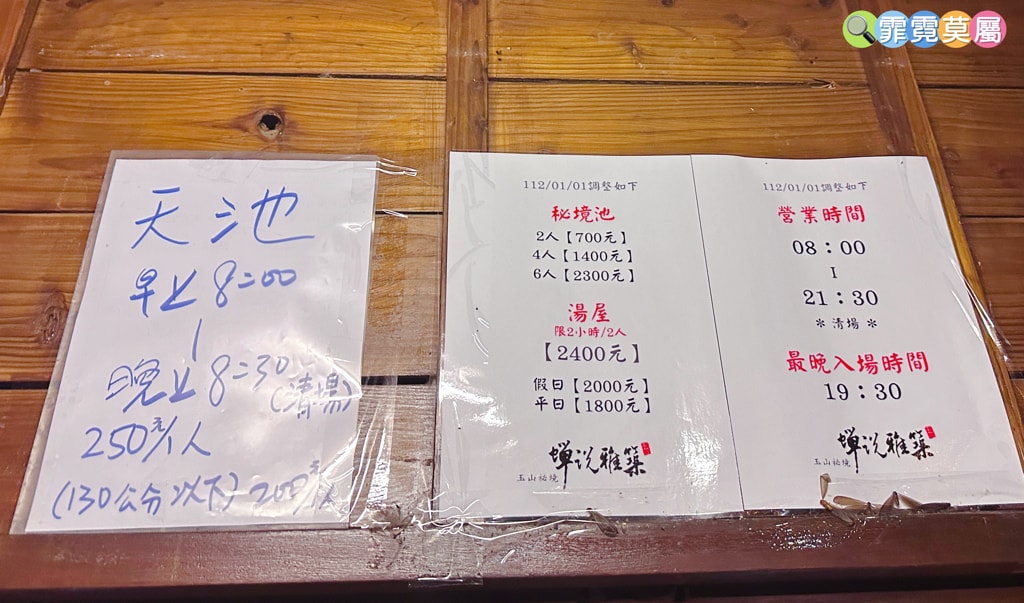 霏霓莫屬
天池
早上8:00
|
晚上8:30
(清場)
250元/人
(130公分以下)200元/人
112/01/01調整如下
秘境池
2人【700元】
4人【1400元】
6人【2300元】
湯屋
限2小時/2人
【2400元】
假日【2000元】
平日【1800元】
蟬說雅築
玉山祕境
112/01/01調整如下
營業時間
08:00
I
21:30
＊清場＊
最晚入場時間
19:30
蟬說雅築
玉山祕境